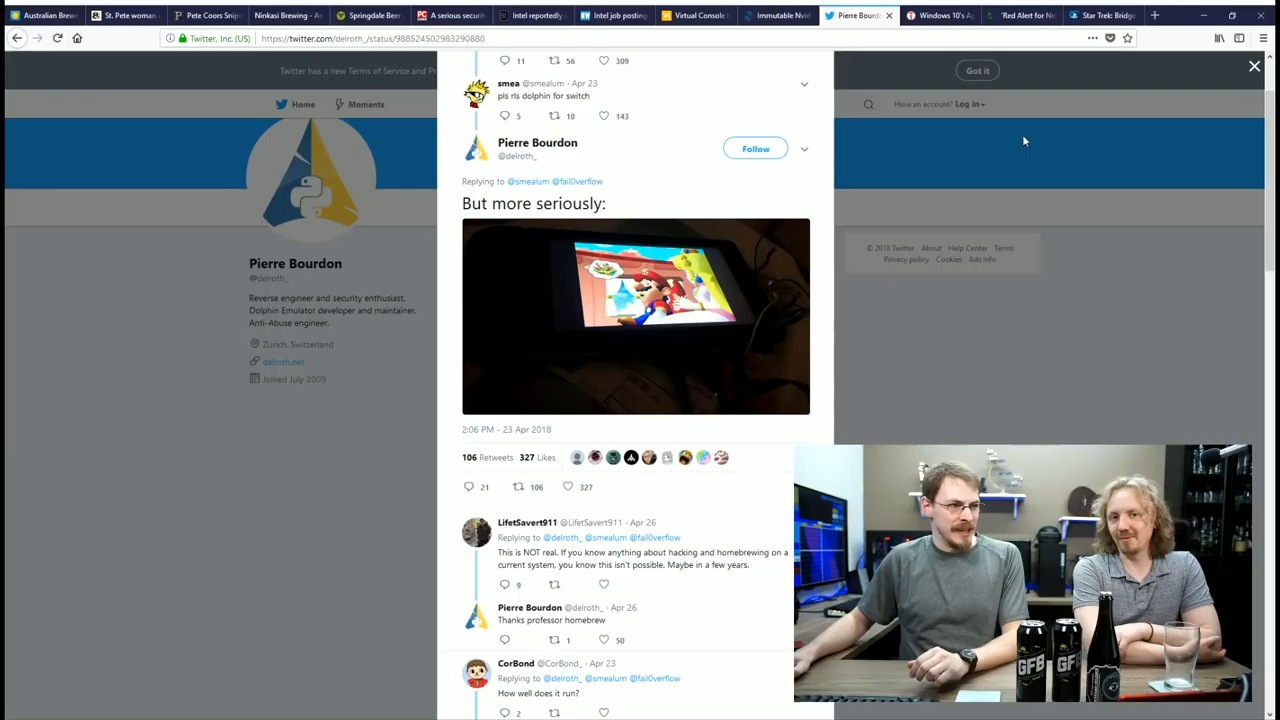 Australian Brew
St. Pete woman
Pete Coors Snip
Ninkasi Brewing - A
Springdale Beer
A serious securit
Intel reportedly
Intel job posting
Virtual Console l
Immutable Nvid
Pierre Bourdo
Windows 10's A
'Red Alert for Ne
Star Trek: Bridge
Twitter, Inc. (US)
https://twitter.com/delroth_/status/988524502983290880
Twitter has a new Terms of Service and Pr
Got it
Home
Moments
Have an account? Log in
11 56 309
smea @smealum · Apr 23
pls rls dolphin for switch
5 10 143
Pierre Bourdon
@delroth_
Follow
Replying to @smealum @fail0verflow
But more seriously:
2:06 PM - 23 Apr 2018
106 Retweets 327 Likes
21 106 327
LifetSavert911 @LifetSavert911 · Apr 26
Replying to @delroth_ @smealum @fail0verflow
This is NOT real. If you know anything about hacking and homebrewing on a
current system, you know this isn't possible. Maybe in a few years.
9
Pierre Bourdon @delroth_ · Apr 26
Thanks professor homebrew
1 50
CorBond @CorBond_ · Apr 23
Replying to @delroth_ @smealum @fail0verflow
How well does it run?
2
Pierre Bourdon
@delroth_
Reverse engineer and security enthusiast.
Dolphin Emulator developer and maintainer.
Anti-Abuse engineer.
Zürich, Switzerland
delroth.net
Joined July 2009
© 2018 Twitter About Help Center Terms
Privacy policy Cookies Ads info
GFB
GFB